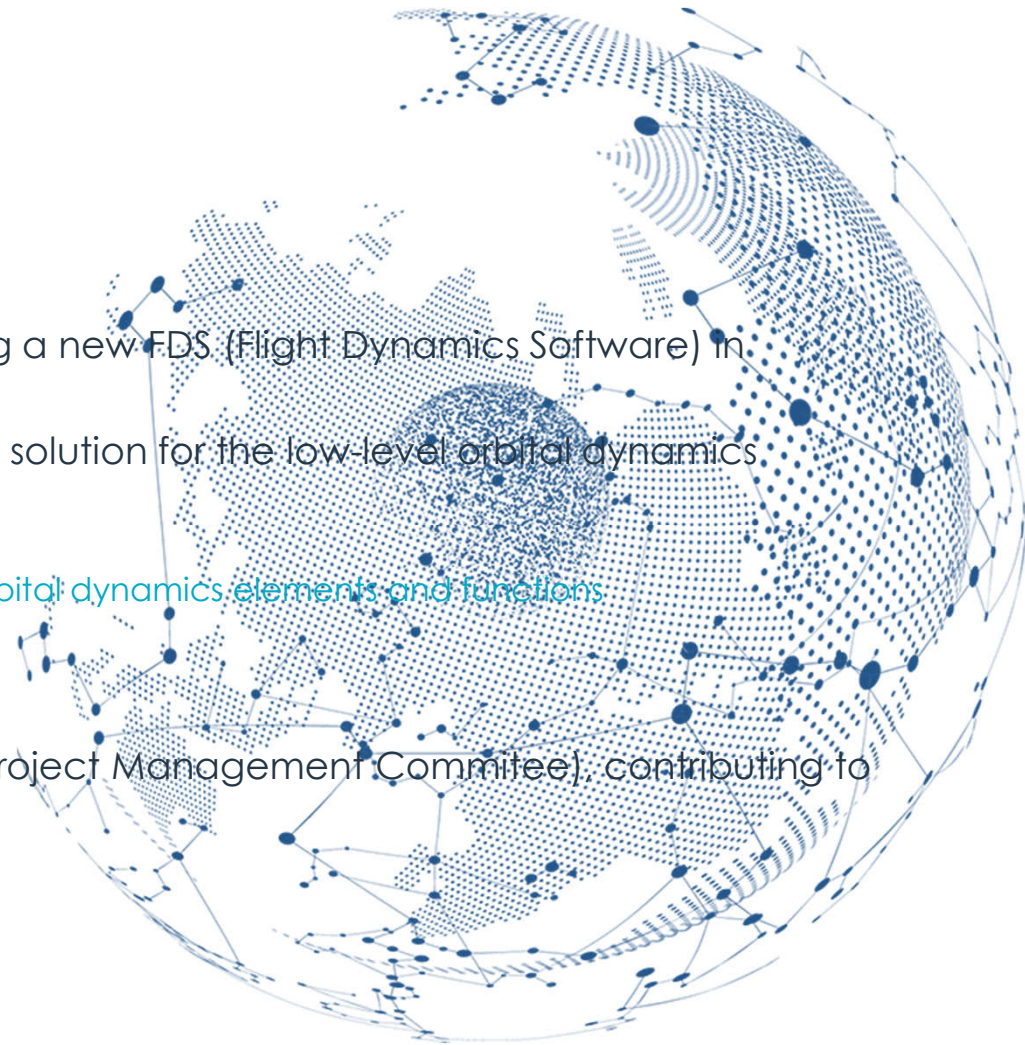 g a new FDS (Flight Dynamics Software) in
solution for the low-level orbital dynamics
bital dynamics elements and functions
roject Management Commitee), contributing to